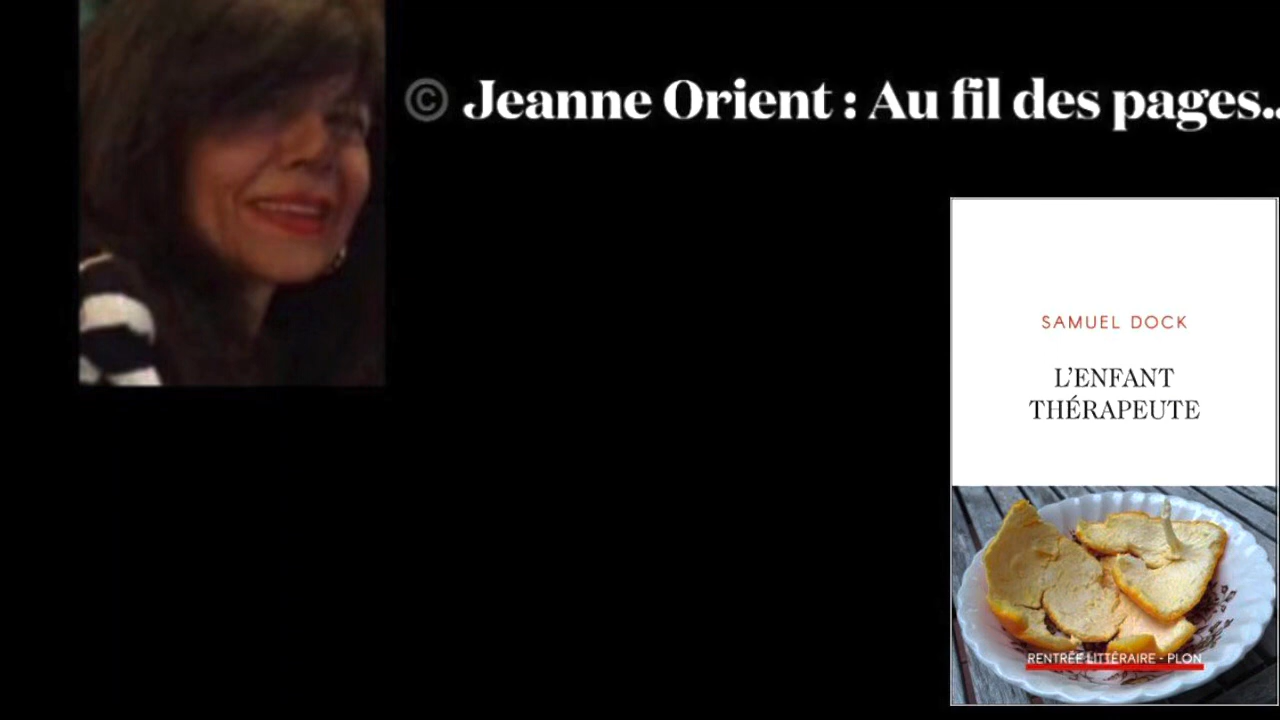 © Jeanne Orient : Au fil des pages..
SAMUEL DOCK
L'ENFANT
THÉRAPEUTE
RENTRÉE LITTÉRAIRE - PLON